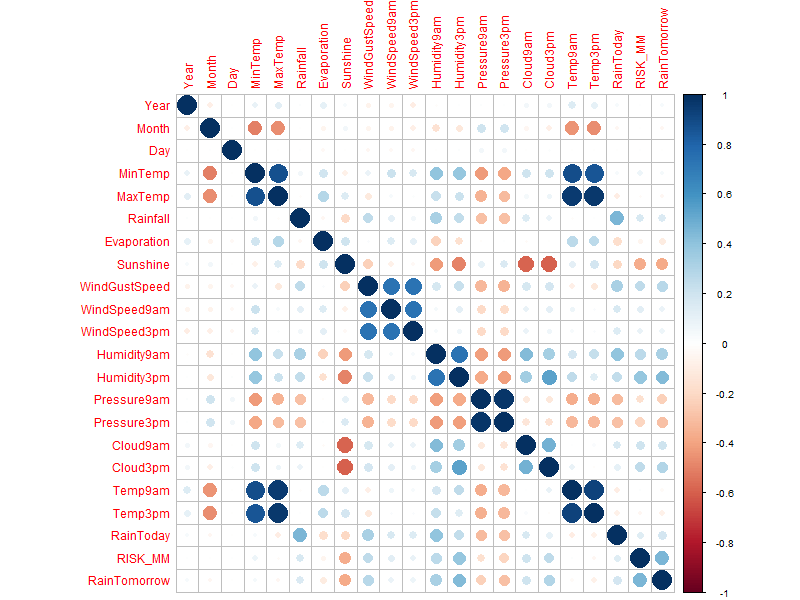 Year
Month
Day
MinTemp
MaxTemp
Rainfall
Evaporation
Sunshine
WindGustSpeed
WindSpeed9am
WindSpeed3pm
Humidity9am
Humidity3pm
Pressure9am
Pressure3pm
Cloud9am
Cloud3pm
Temp9am
Temp3pm
RainToday
RISK_MM
RainTomorrow
Year
Month
Day
MinTemp
MaxTemp
Rainfall
Evaporation
Sunshine
WindGustSpeed
WindSpeed9am
WindSpeed3pm
Humidity9am
Humidity3pm
Pressure9am
Pressure3pm
Cloud9am
Cloud3pm
Temp9am
Temp3pm
RainToday
RISK_MM
RainTomorrow
1
0.8
0.6
0.4
0.2
0
-0.2
-0.4
-0.6
-0.8
-1